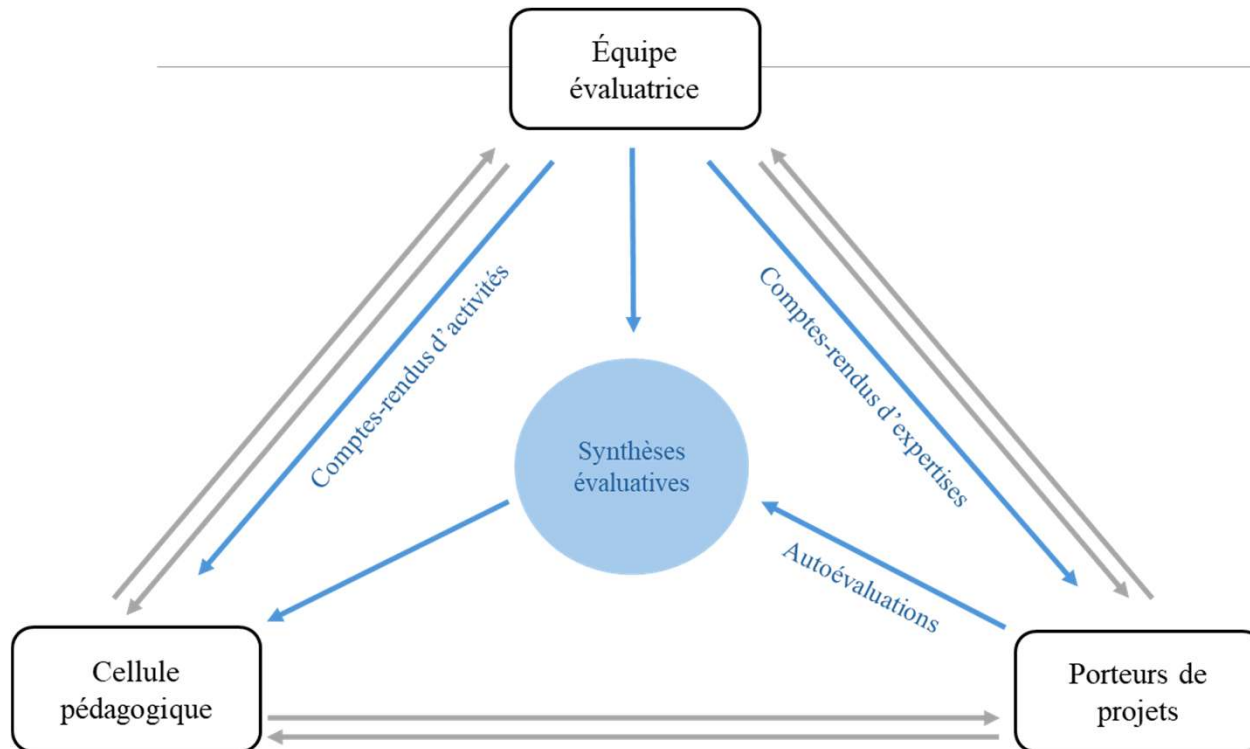 Équipe
évaluatrice
Comptes-rendus d'activités
Comptes-rendus d'expertises
Synthèses
évaluatives
Autoévaluations
Cellule
pédagogique
Porteurs de
projets